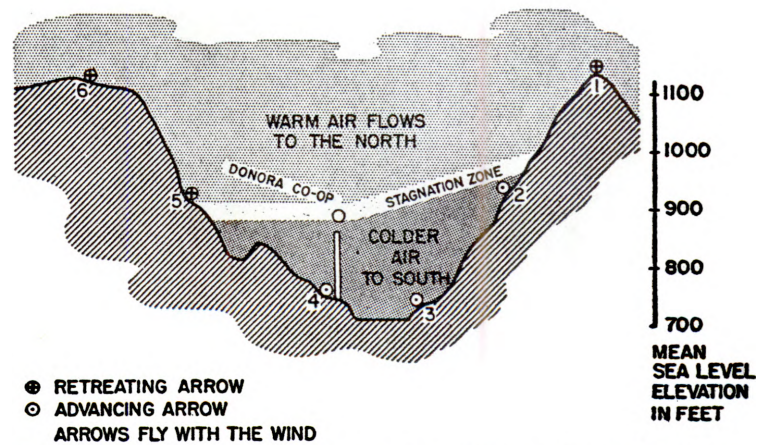 6
1
1100
WARM AIR FLOWS
TO THE NORTH
1000
DONORA CO-OP
STAGNATION ZONE
5
2
900
COLDER
AIR
TO SOUTH
800
4
3
700
MEAN
SEA LEVEL
ELEVATION
IN FEET
⊕ RETREATING ARROW
⊙ ADVANCING ARROW
ARROWS FLY WITH THE WIND